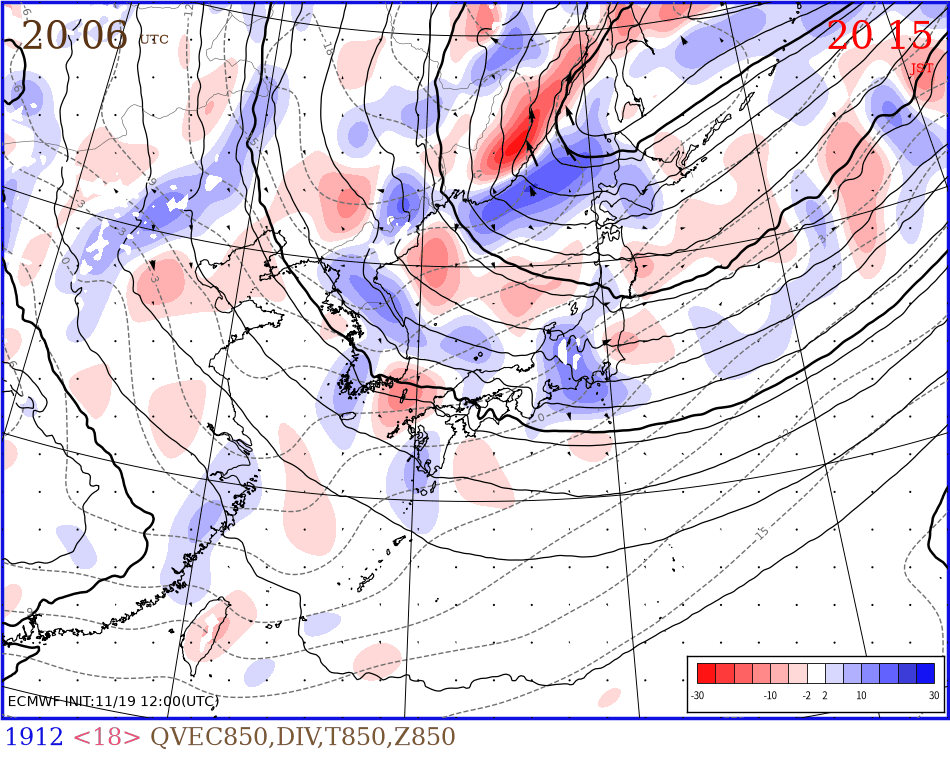 20 06 UTC
20 15
JST
15
-30 -10 -2 2 10 30
ECMWF INIT:11/19 12:00(UTC)
1912 <18> QVEC850,DIV,T850,Z850